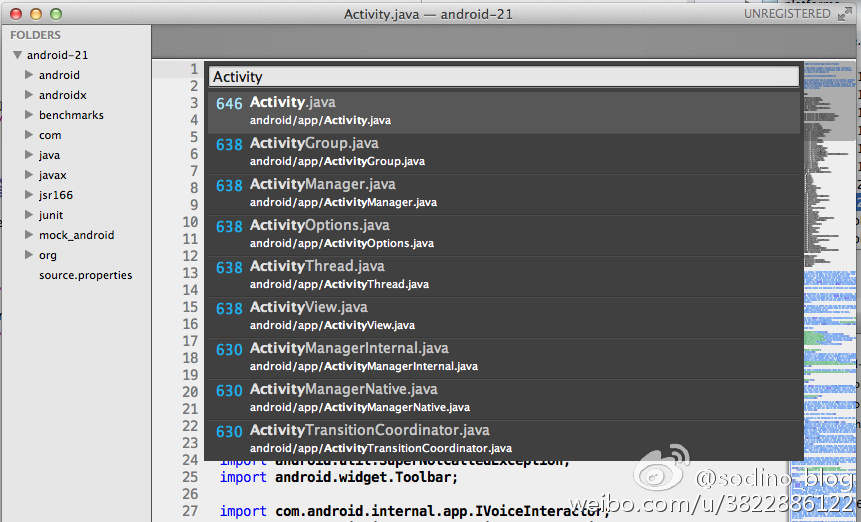 Activity.java — android-21
UNREGISTERED
FOLDERS
android-21
android
androidx
benchmarks
com
java
javax
jsr166
junit
mock_android
org
source.properties
Activity
646 Activity.java
android/app/Activity.java
638 ActivityGroup.java
android/app/ActivityGroup.java
638 ActivityManager.java
android/app/ActivityManager.java
638 ActivityOptions.java
android/app/ActivityOptions.java
638 ActivityThread.java
android/app/ActivityThread.java
638 ActivityView.java
android/app/ActivityView.java
630 ActivityManagerInternal.java
android/app/ActivityManagerInternal.java
630 ActivityManagerNative.java
android/app/ActivityManagerNative.java
630 ActivityTransitionCoordinator.java
android/app/ActivityTransitionCoordinator.java
1
2
3
4
5
6
7
8
9
10
11
12
13
14
15
16
17
18
19
20
21
22
23
24 import android.util.SuperNotCalledException;
25 import android.widget.Toolbar;
26
27 import com.android.internal.app.IVoiceInteractor;
@sodino_blog
weibo.com/u/3822886122